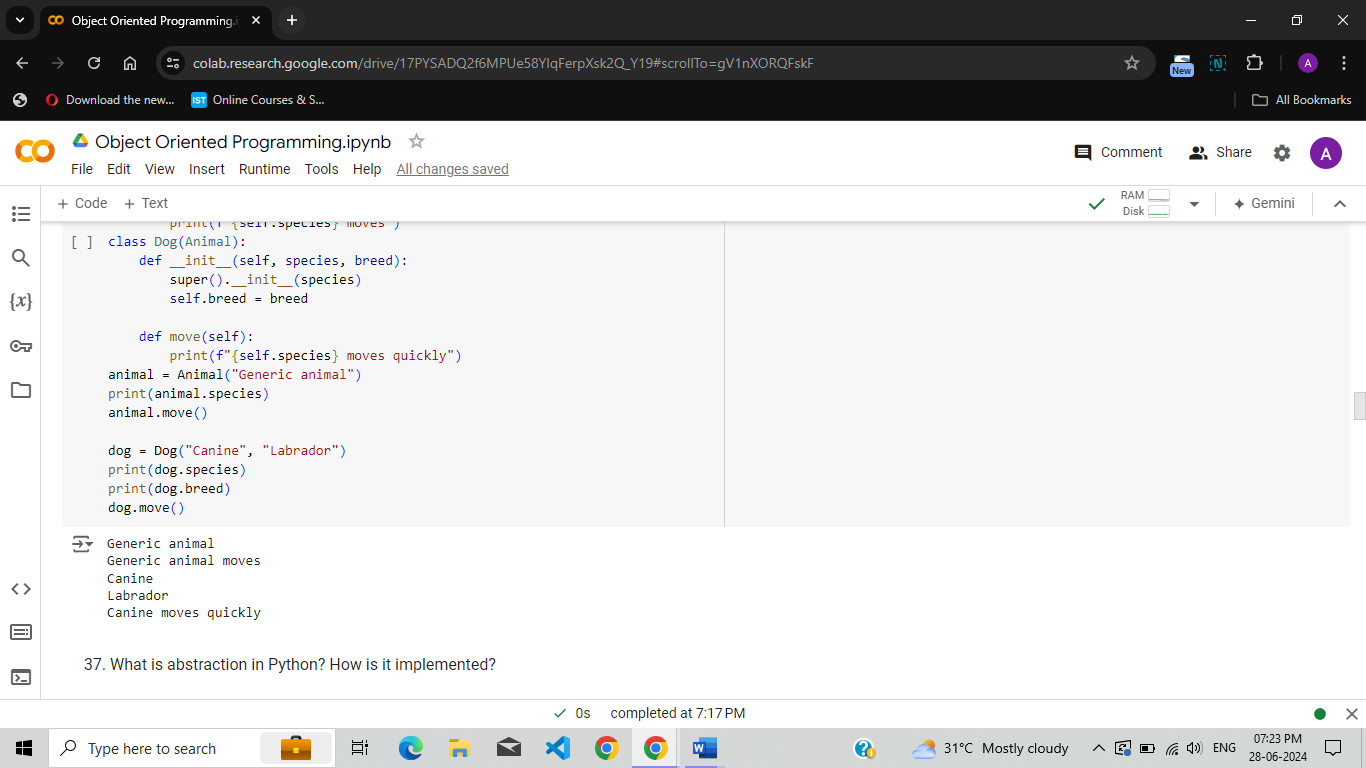 Object Oriented Programming.i
colab.research.google.com/drive/17PYSADQ2f6MPUe58YIqFerpXsk2Q_Y19#scrollTo=gV1nXORQFskF
New
N
A
Download the new...
IST Online Courses & S...
All Bookmarks
Object Oriented Programming.ipynb
File Edit View Insert Runtime Tools Help All changes saved
Comment
Share
A
+ Code + Text
RAM
Disk
Gemini
print(f"{self.species} moves")
[ ] class Dog(Animal):
    def __init__(self, species, breed):
        super().__init__(species)
        self.breed = breed
    def move(self):
        print(f"{self.species} moves quickly")
animal = Animal("Generic animal")
print(animal.species)
animal.move()
dog = Dog("Canine", "Labrador")
print(dog.species)
print(dog.breed)
dog.move()
Generic animal
Generic animal moves
Canine
Labrador
Canine moves quickly
37. What is abstraction in Python? How is it implemented?
{x}
0s completed at 7:17 PM
Type here to search
31°C Mostly cloudy
ENG
07:23 PM
28-06-2024